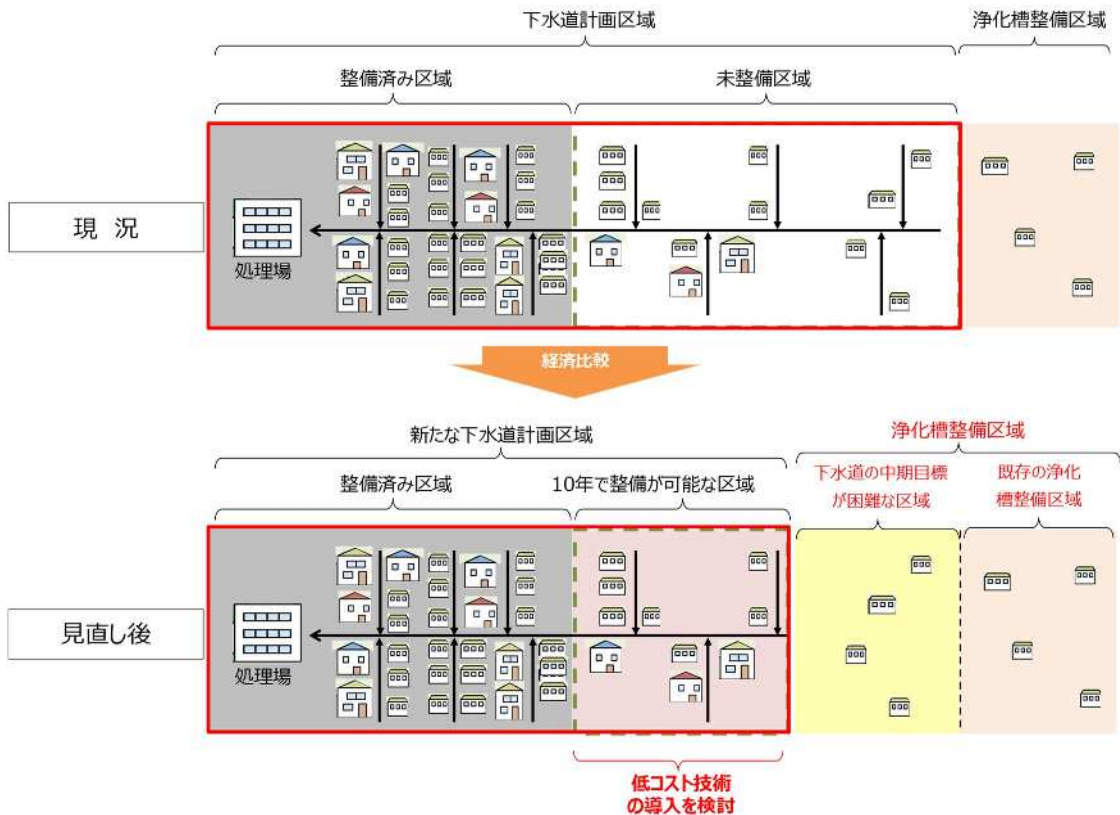 下水道計画区域
浄化槽整備区域
整備済み区域
未整備区域
現 況
処理場
経済比較
新たな下水道計画区域
浄化槽整備区域
整備済み区域
10年で整備が可能な区域
下水道の中期目標
が困難な区域
既存の浄化
槽整備区域
見直し後
処理場
低コスト技術
の導入を検討